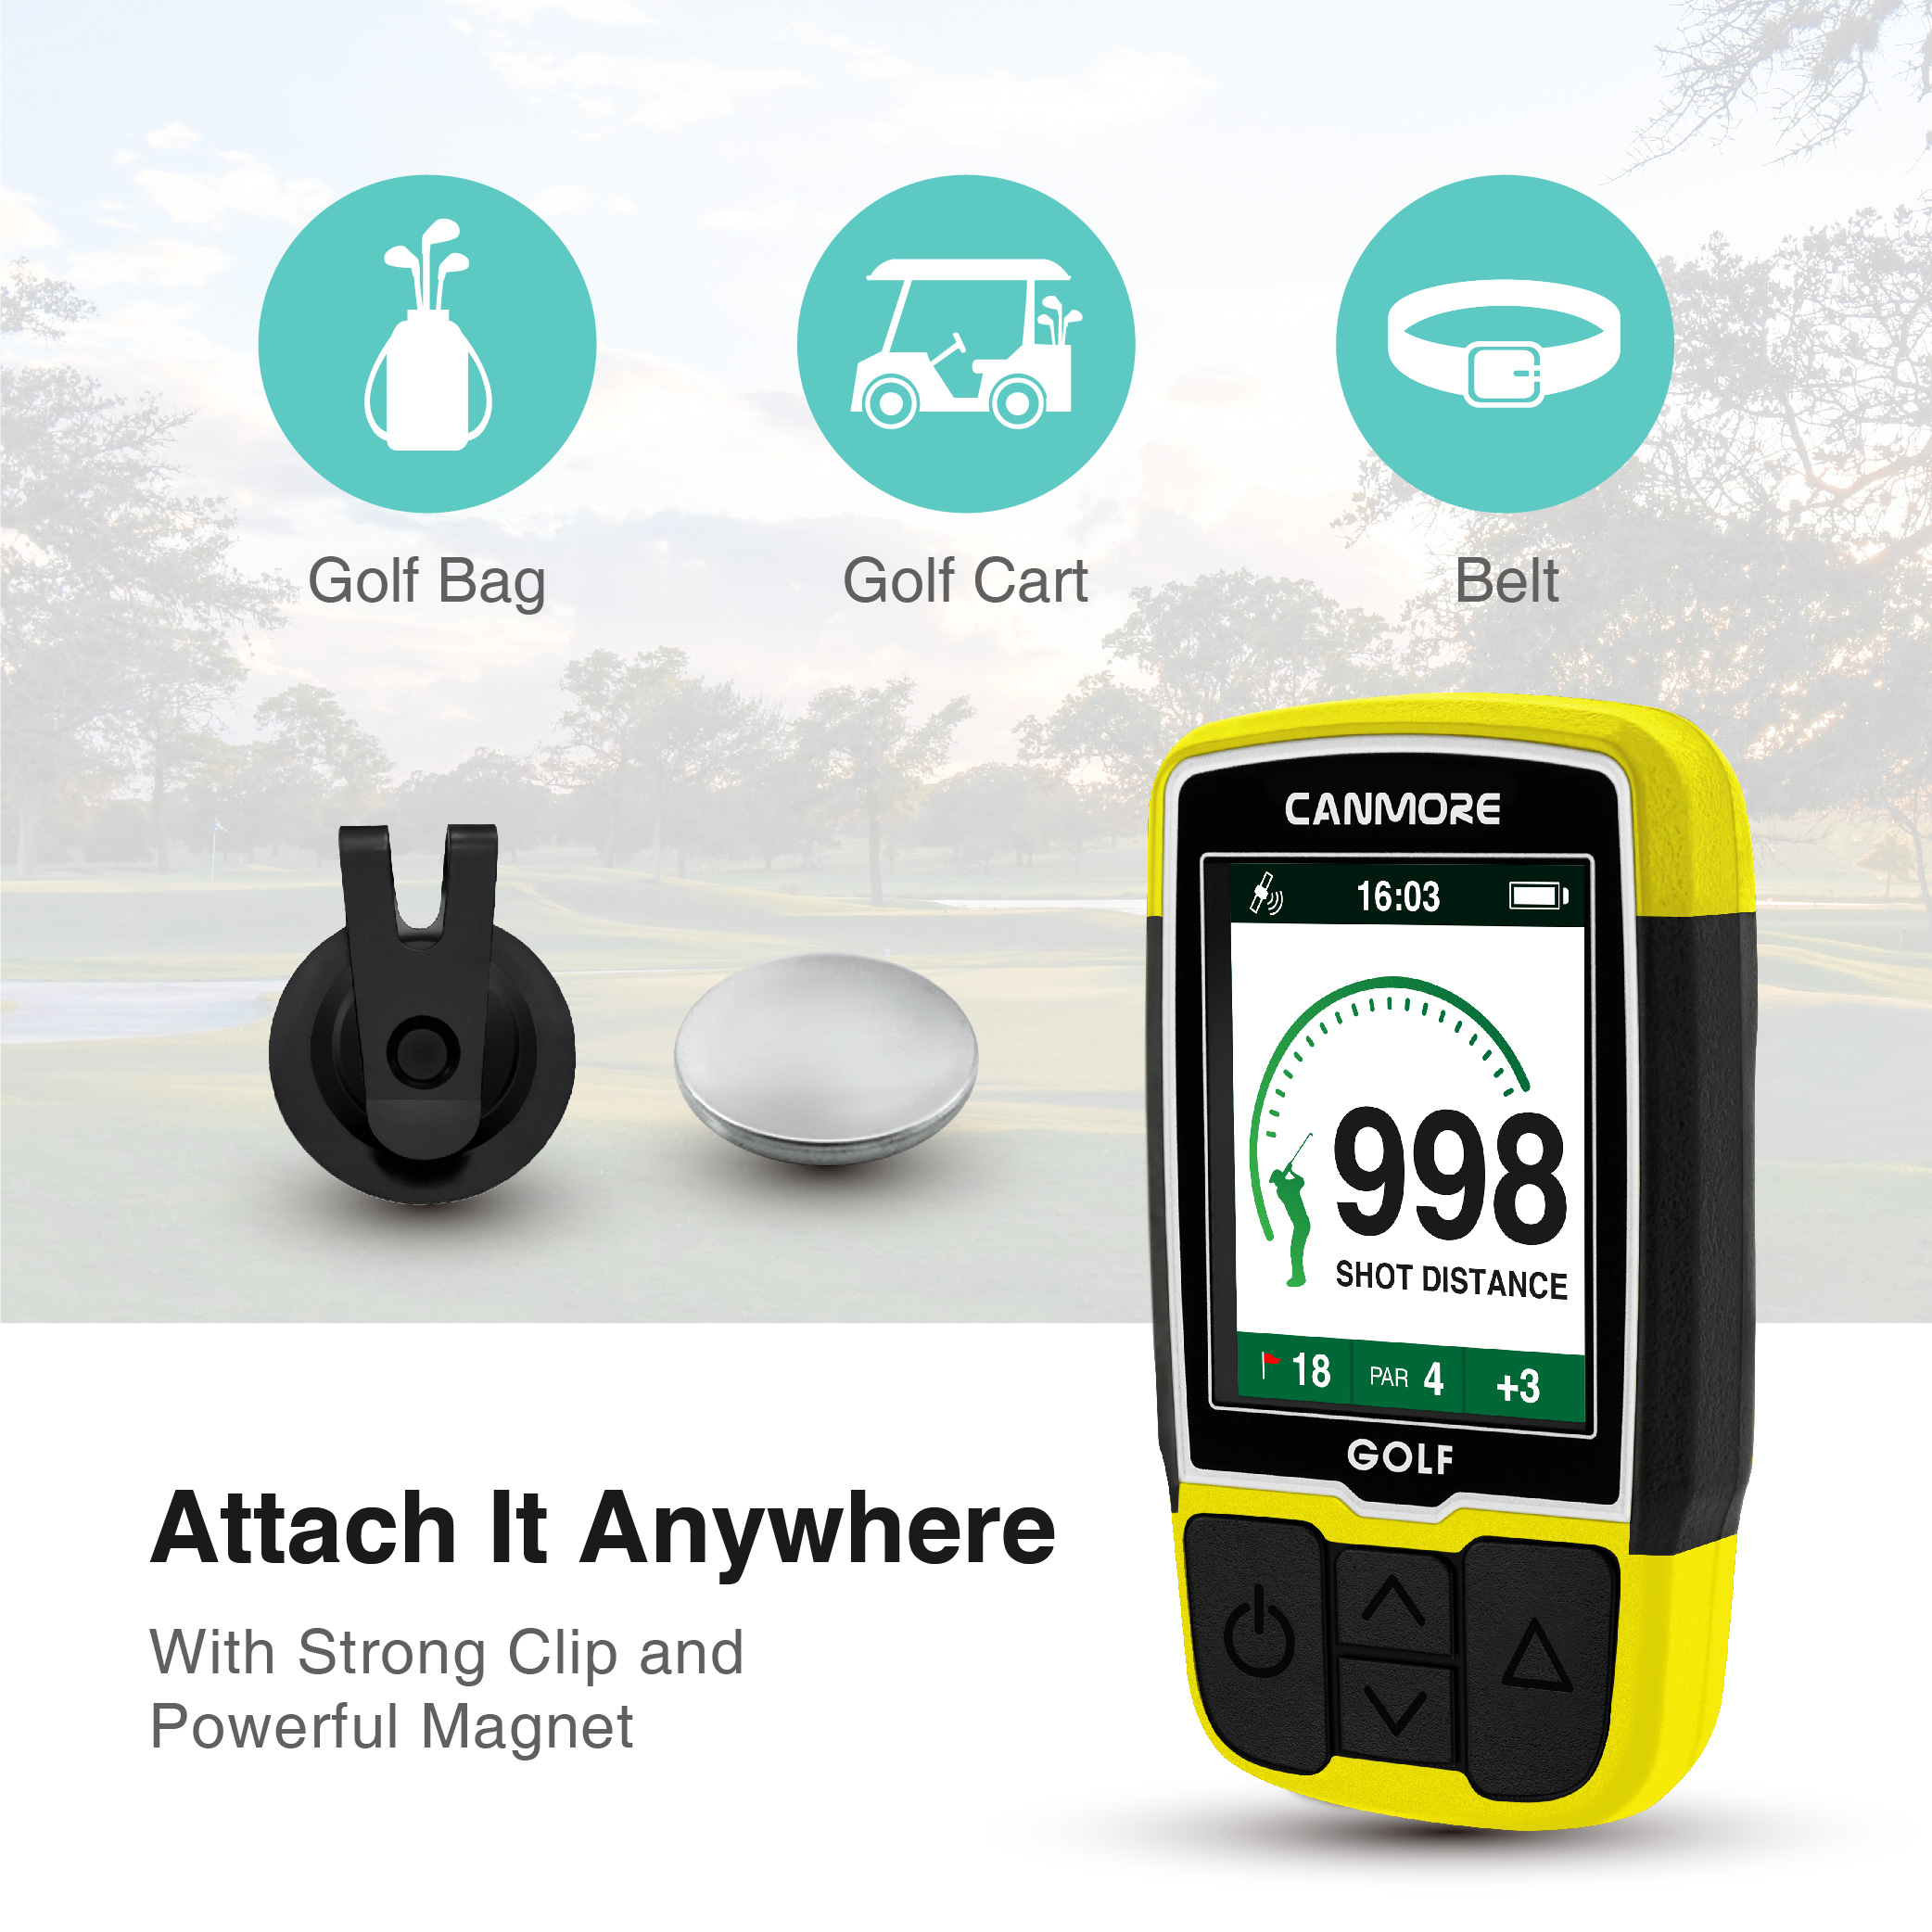 Golf Bag
Golf Cart
Belt
CANMORE
16:03
998
SHOT DISTANCE
18 PAR 4 +3
GOLF
Attach It Anywhere
With Strong Clip and
Powerful Magnet